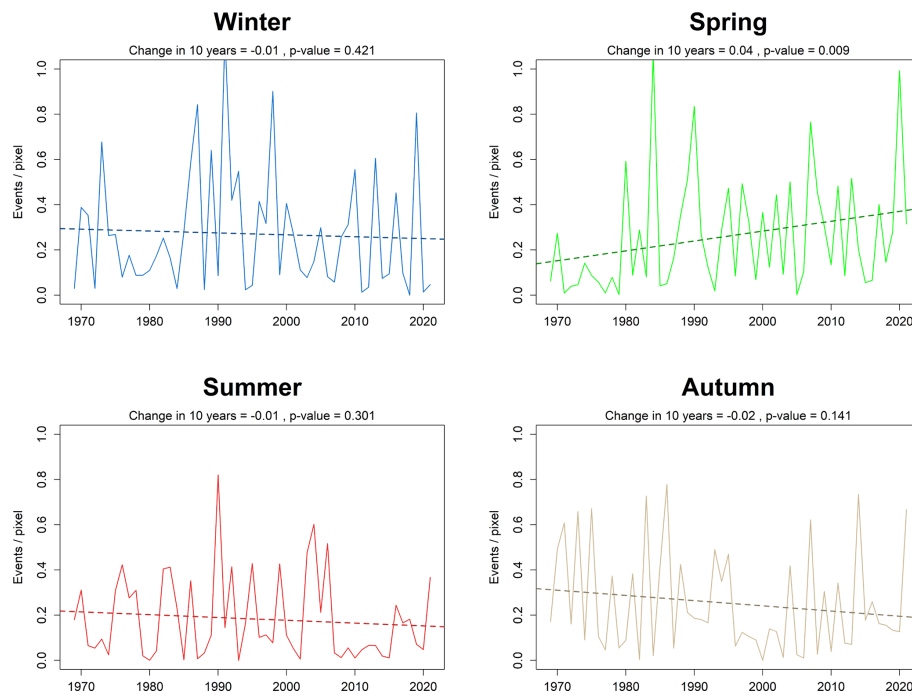 Winter
Change in 10 years = -0.01 , p-value = 0.421
Events / pixel
1.0
0.8
0.6
0.4
0.2
0.0
1970 1980 1990 2000 2010 2020
Spring
Change in 10 years = 0.04 , p-value = 0.009
Events / pixel
1.0
0.8
0.6
0.4
0.2
0.0
1970 1980 1990 2000 2010 2020
Summer
Change in 10 years = -0.01 , p-value = 0.301
Events / pixel
1.0
0.8
0.6
0.4
0.2
0.0
1970 1980 1990 2000 2010 2020
Autumn
Change in 10 years = -0.02 , p-value = 0.141
Events / pixel
1.0
0.8
0.6
0.4
0.2
0.0
1970 1980 1990 2000 2010 2020